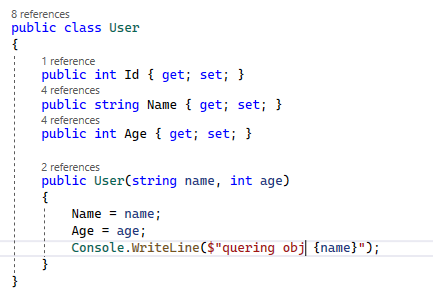 8 references
public class User
{
1 reference
public int Id { get; set; }
4 references
public string Name { get; set; }
4 references
public int Age { get; set; }
2 references
public User(string name, int age)
{
Name = name;
Age = age;
Console.WriteLine($"quering obj {name}");
}
}